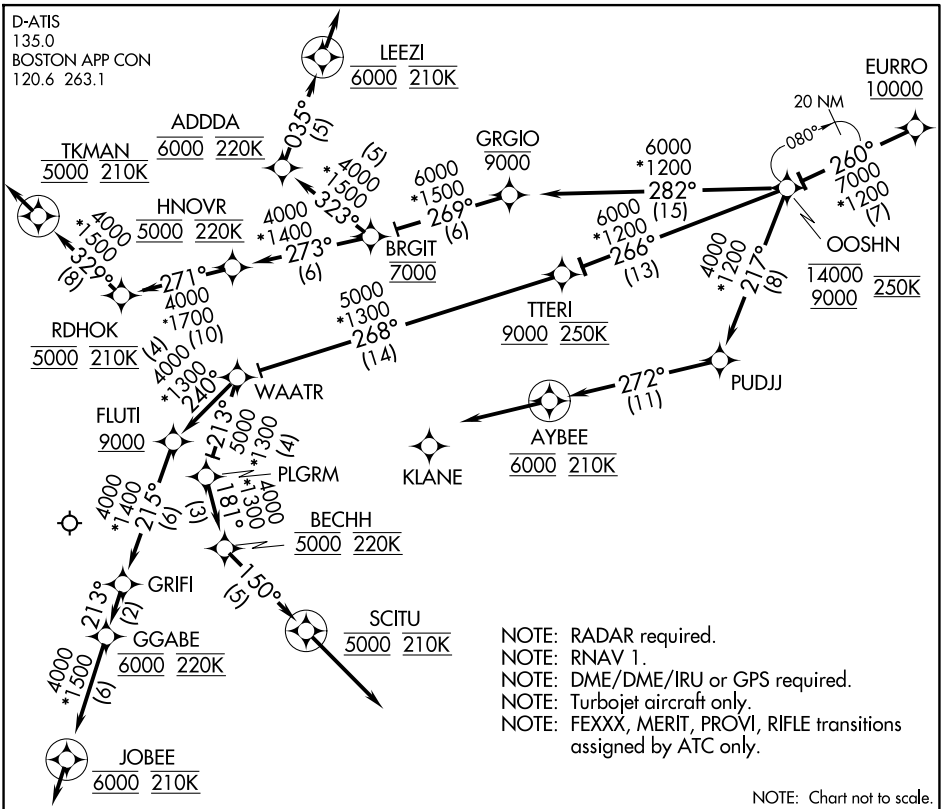 D-ATIS
135.0
BOSTON APP CON
120.6 263.1
LEEZI
6000 210K
EURRO
10000
20 NM
080°
260°
7000
*1200
(7)
ADDDA
6000 220K
035°
(5)
GRGIO
9000
6000
*1200
282°
(15)
TKMAN
5000 210K
(5)
4000
*1500
323°
6000
*1500
269°
(6)
HNOVR
5000 220K
4000
*1400
273°
(6)
BRGIT
7000
6000
*1200
266°
(13)
OOSHN
14000
9000 250K
4000
*1500
329°
(8)
271°
4000
*1700
(10)
4000
*1200
217°
(8)
RDHOK
5000 210K
(4)
4000
*1300
240°
5000
*1300
268°
(14)
TTERI
9000 250K
WAATR
PUDJJ
272°
(11)
FLUTI
9000
213°
5000
*1300
(4)
AYBEE
6000 210K
KLANE
PLGRM
4000
*1300
181°
(3)
4000
*1400
215°
(6)
BECHH
5000 220K
150°
(5)
GRIFI
213°
(2)
SCITU
5000 210K
GGABE
6000 220K
4000
*1500
(6)
JOBEE
6000 210K
NOTE: RADAR required.
NOTE: RNAV 1.
NOTE: DME/DME/IRU or GPS required.
NOTE: Turbojet aircraft only.
NOTE: FEXXX, MERIT, PROVI, RIFLE transitions
assigned by ATC only.
NOTE: Chart not to scale.